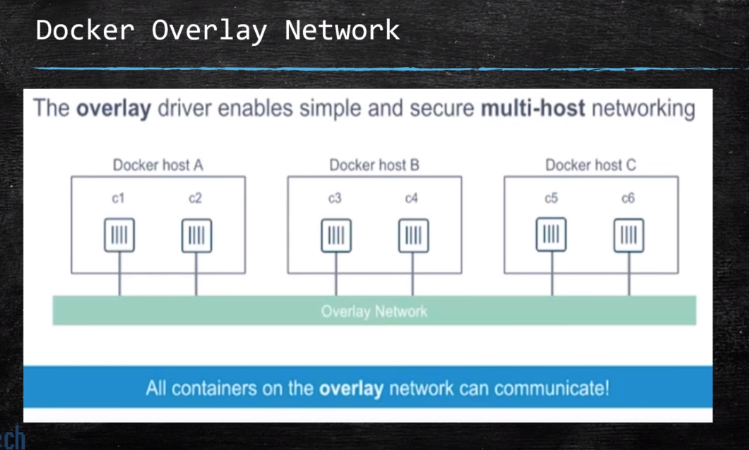 Docker Overlay Network
The overlay driver enables simple and secure multi-host networking
Docker host A
Docker host B
Docker host C
c1
c2
c3
c4
c5
c6
Overlay Network
All containers on the overlay network can communicate!
ech